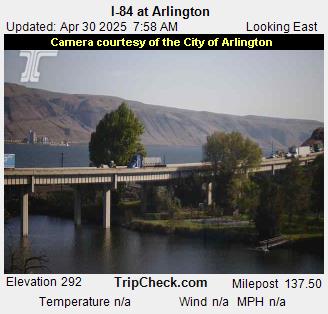 I-84 at Arlington
Updated: Apr 30 2025 7:58 AM Looking East
Camera courtesy of the City of Arlington
Elevation 292 TripCheck.com Milepost 137.50
Temperature n/a Wind n/a MPH n/a